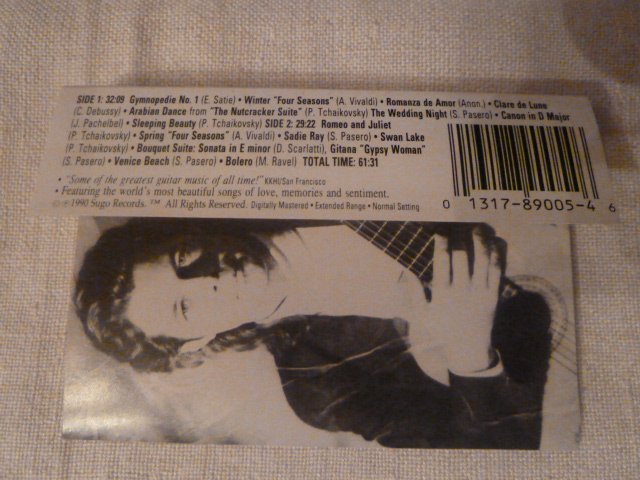 SIDE 1: 32:09 Gymnopedie No. 1 (E. Satie) • Winter "Four Seasons" (A. Vivaldi) • Romanza de Amor (Anon.) • Clare de Lune
(C. Debussy) • Arabian Dance from "The Nutcracker Suite" (P. Tchaikovsky) The Wedding Night (S. Pasero) • Canon in D Major
(J. Pachelbel) • Sleeping Beauty (P. Tchaikovsky) SIDE 2: 29:22 Romeo and Juliet
(P. Tchaikovsky) • Spring "Four Seasons" (A. Vivaldi) • Sadie Ray (S. Pasero) • Swan Lake
(P. Tchaikovsky) • Bouquet Suite: Sonata in E minor (D. Scarlatti), Gitana "Gypsy Woman"
(S. Pasero) • Venice Beach (S. Pasero) • Bolero (M. Ravel) TOTAL TIME: 61:31
• "Some of the greatest guitar music of all time!" KKHI/San Francisco
• Featuring the world's most beautiful songs of love, memories and sentiment.
©℗1990 Sugo Records. ™ All Rights Reserved. Digitally Mastered • Extended Range • Normal Setting
0 1317-89005-4 6